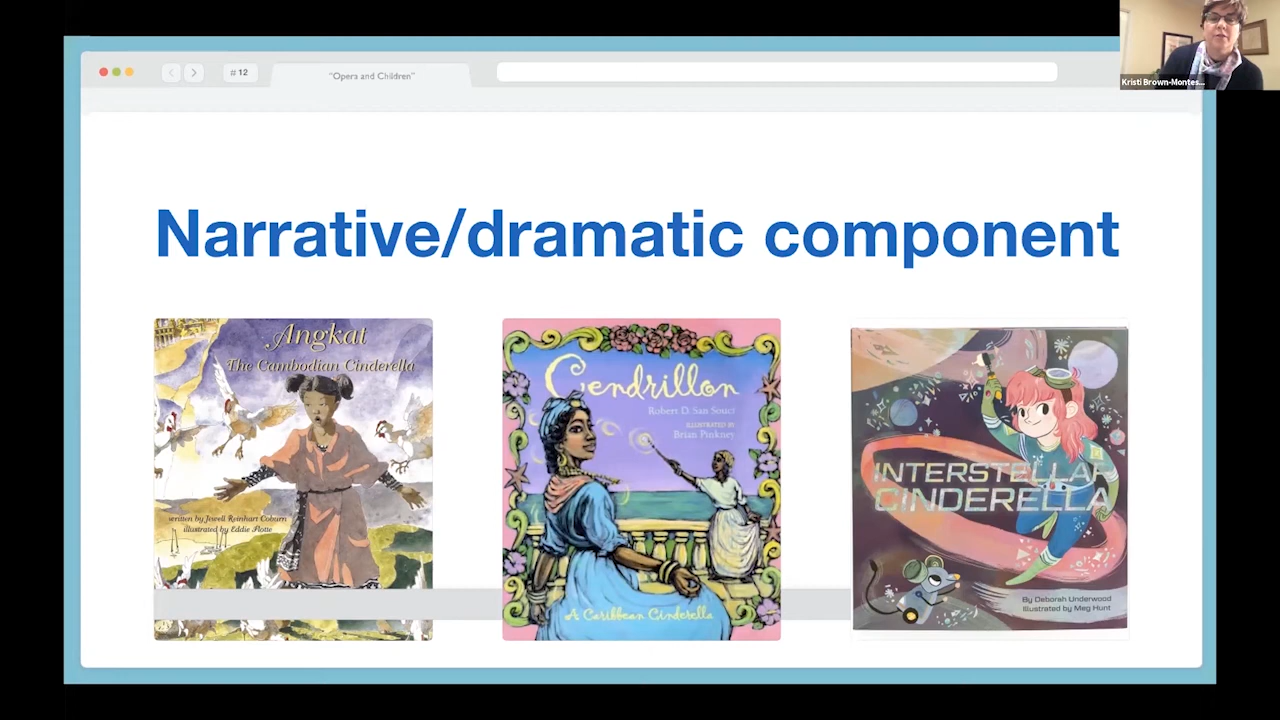 Kristi Brown-Montes...
#12
"Opera and Children"
Narrative/dramatic component
Angkat
The Cambodian Cinderella
written by Jewell Reinhart Coburn
illustrated by Eddie Flotte
Cendrillon
Robert D. San Souci
ILLUSTRATED BY
Brian Pinkney
A Caribbean Cinderella
INTERSTELLAR
CINDERELLA
By Deborah Underwood
Illustrated by Meg Hunt